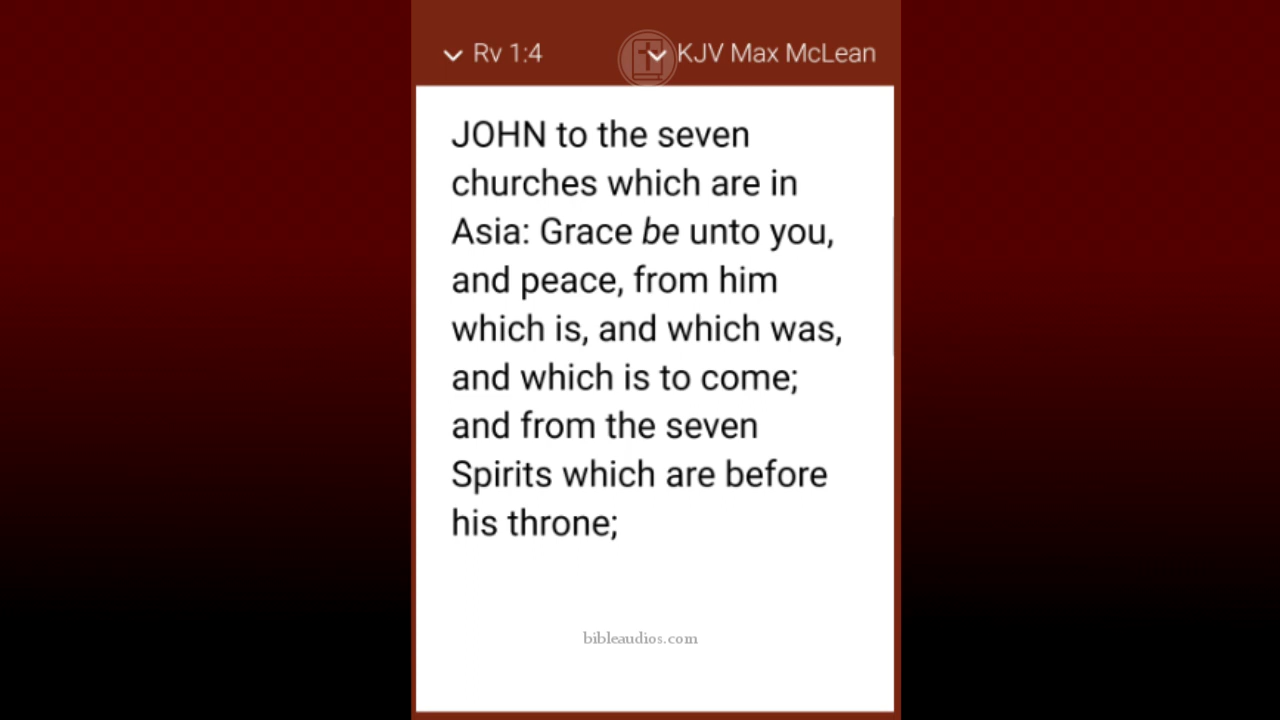 Rv 1:4
KJV Max McLean
JOHN to the seven
churches which are in
Asia: Grace be unto you,
and peace, from him
which is, and which was,
and which is to come;
and from the seven
Spirits which are before
his throne;
bibleaudios.com